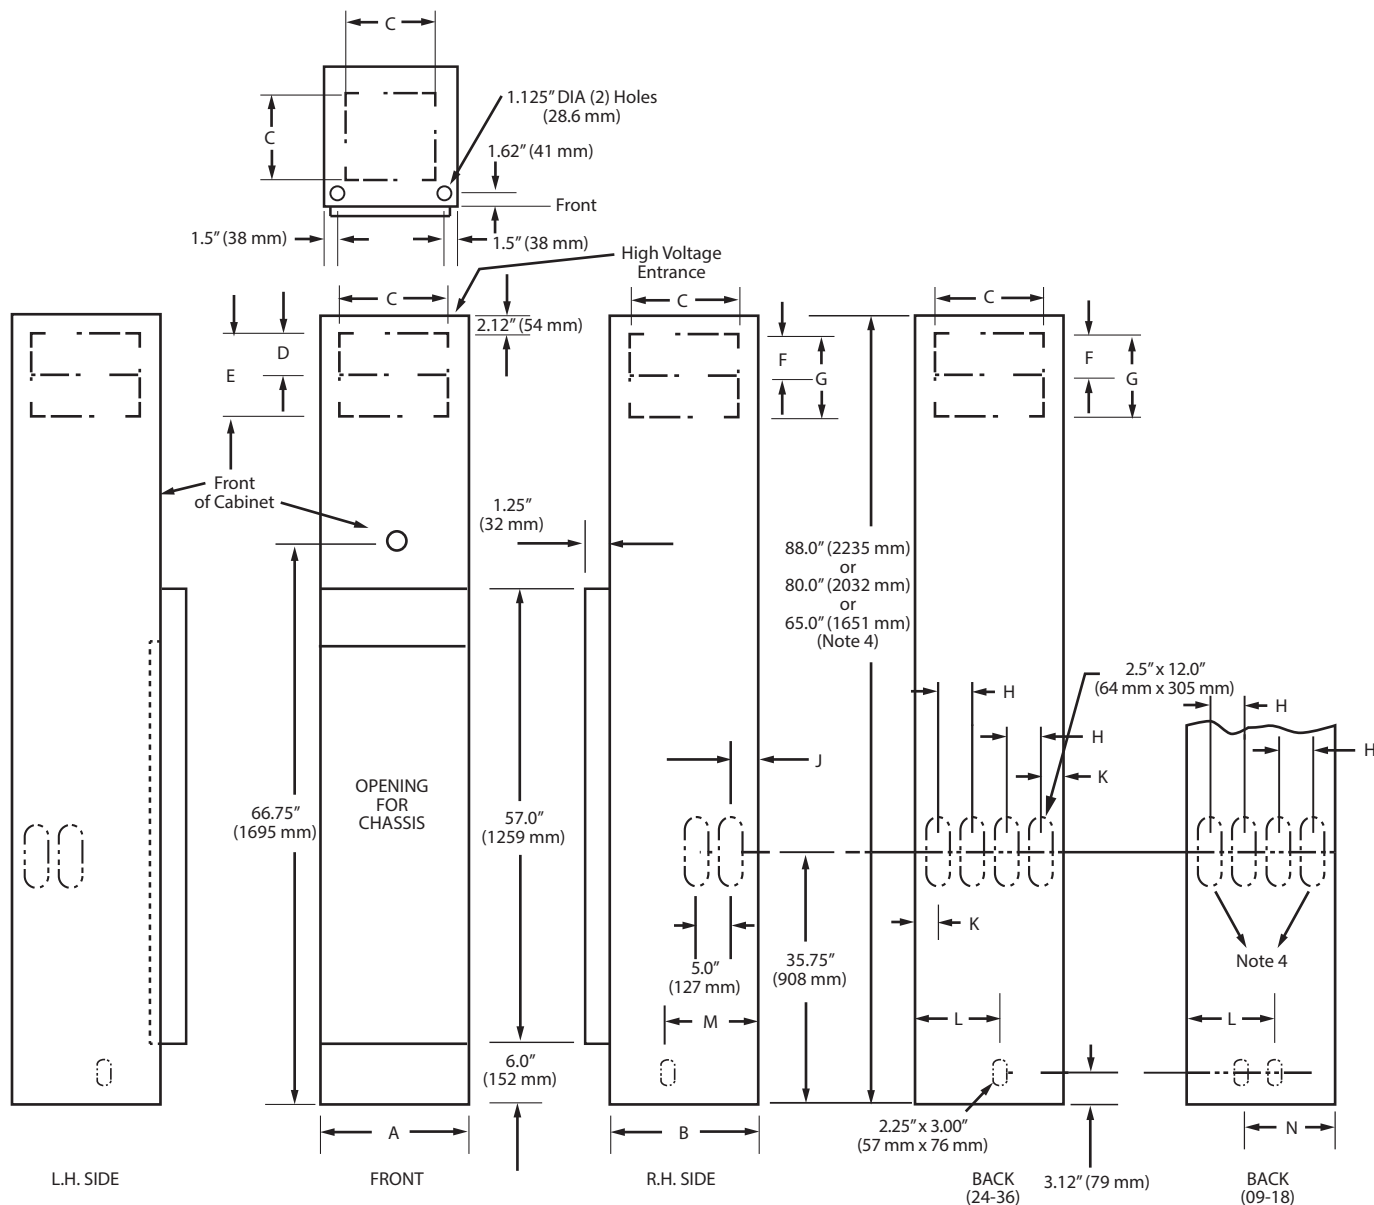 C
C
1.125" DIA (2) Holes
(28.6 mm)
1.62" (41 mm)
Front
1.5" (38 mm)
1.5" (38 mm)
High Voltage
Entrance
C
2.12" (54 mm)
D
E
C
F
G
C
F
G
Front
of Cabinet
1.25"
(32 mm)
88.0" (2235 mm)
or
80.0" (2032 mm)
or
65.0" (1651 mm)
(Note 4)
2.5" x 12.0"
(64 mm x 305 mm)
H
H
K
H
H
J
OPENING
FOR
CHASSIS
66.75"
(1695 mm)
57.0"
(1259 mm)
K
5.0"
(127 mm)
35.75"
(908 mm)
Note 4
M
L
L
6.0"
(152 mm)
A
B
2.25" x 3.00"
(57 mm x 76 mm)
N
3.12" (79 mm)
L.H. SIDE
FRONT
R.H. SIDE
BACK
(24-36)
BACK
(09-18)